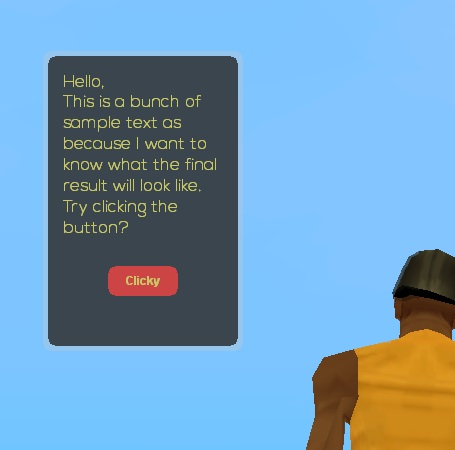 Hello,
This is a bunch of
sample text as
because I want to
know what the final
result will look like.
Try clicking the
button?
Clicky